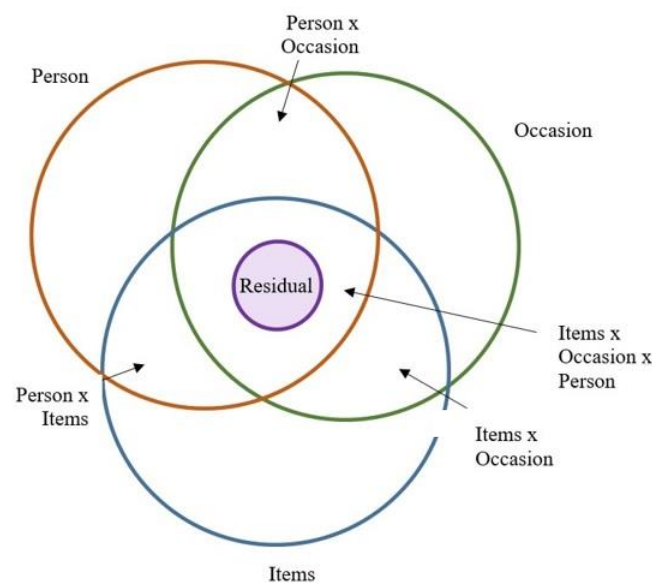 Person x
Occasion
Person
Occasion
Residual
Items x
Occasion x
Person
Person x
Items
Items x
Occasion
Items